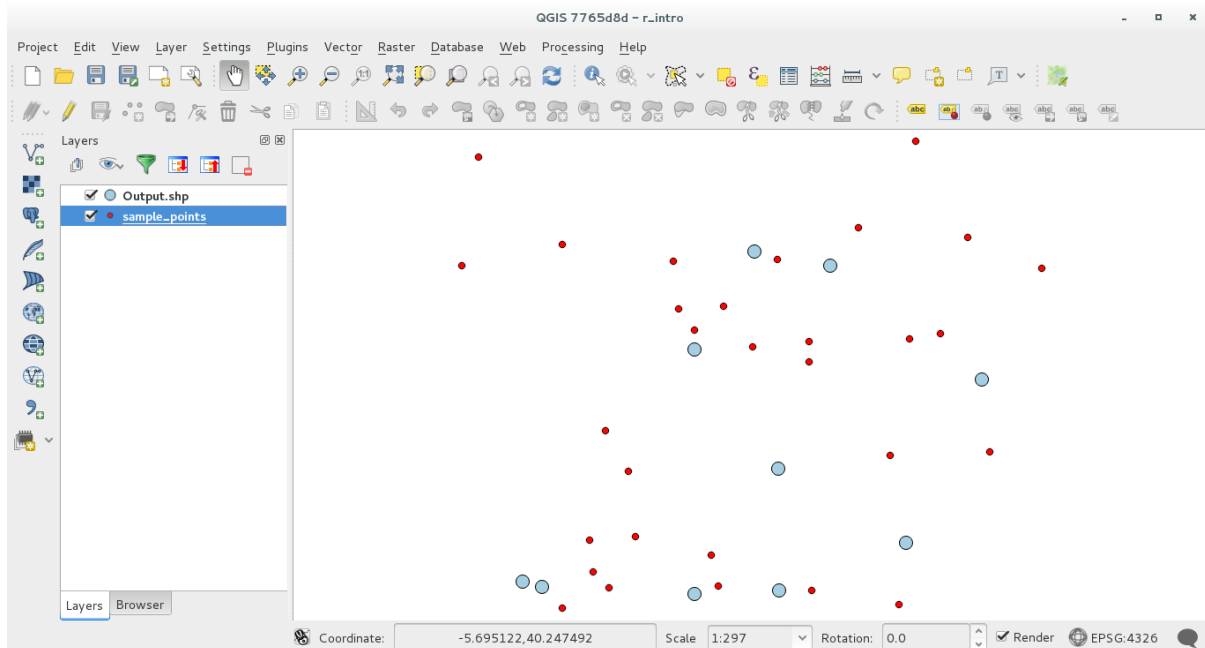 QGIS 7765d8d - r_intro
Project Edit View Layer Settings Plugins Vector Raster Database Web Processing Help
Layers
Output.shp
sample_points
Layers Browser
Coordinate: -5.695122,40.247492 Scale 1:297 Rotation: 0.0 Render EPSG:4326